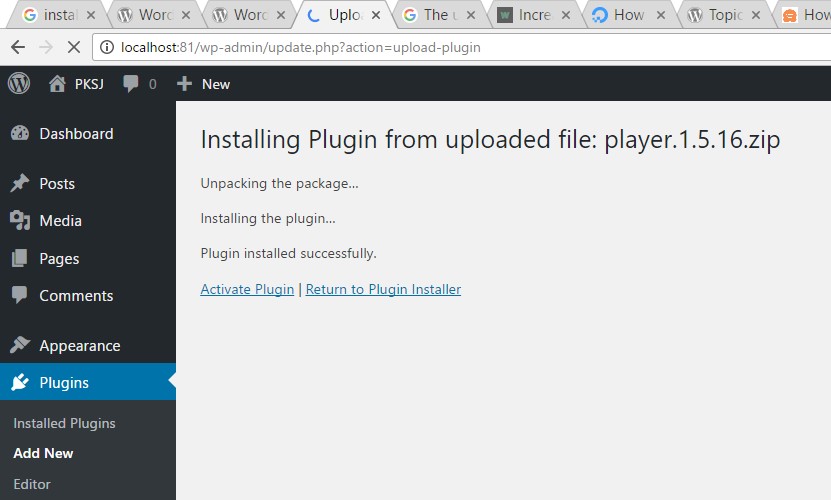 instal
Word
Word
Uploa
The u
Incre
How
Topic
How
localhost:81/wp-admin/update.php?action=upload-plugin
PKSJ 0 New
Dashboard
Posts
Media
Pages
Comments
Appearance
Plugins
Installed Plugins
Add New
Editor
Installing Plugin from uploaded file: player.1.5.16.zip
Unpacking the package...
Installing the plugin...
Plugin installed successfully.
Activate Plugin | Return to Plugin Installer